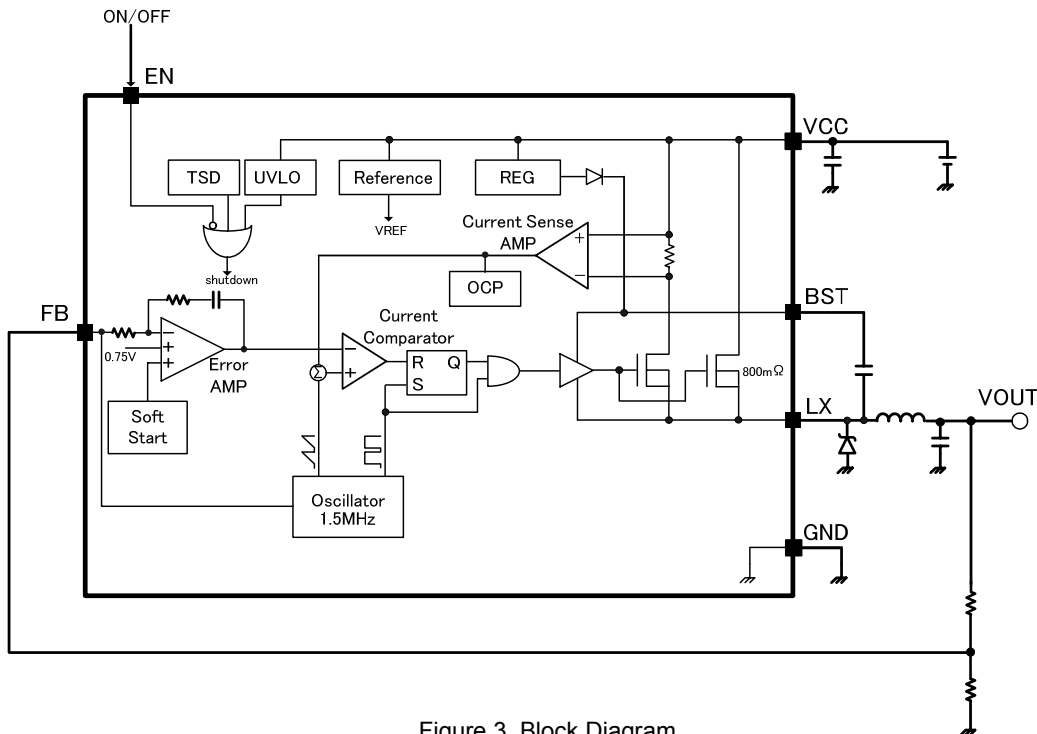 ON/OFF
EN
VCC
TSD
UVLO
Reference
REG
VREF
Current Sense
AMP
+
−
shutdown
OCP
BST
FB
Current
Comparator
−
0.75V
+
+
Error
AMP
−
+
Σ
R
Q
S
800mΩ
VOUT
LX
Soft
Start
Oscillator
1.5MHz
GND
Figure 3. Block Diagram